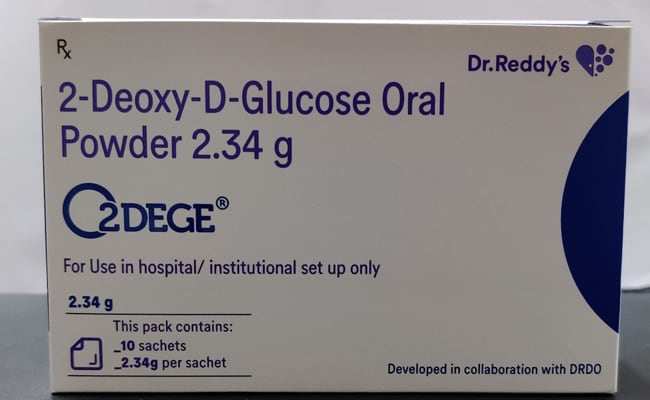 Rx
Dr.Reddy's
2-Deoxy-D-Glucose Oral
Powder 2.34 g
2DEGE®
For Use in hospital/ institutional set up only
2.34 g
This pack contains:
_10 sachets
_2.34g per sachet
Developed in collaboration with DRDO